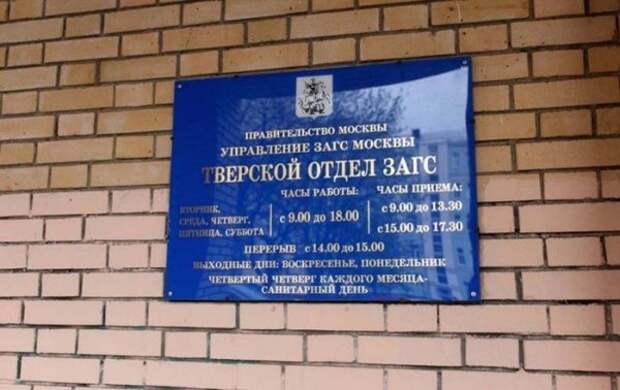 ПРАВИТЕЛЬСТВО МОСКВЫ
УПРАВЛЕНИЕ ЗАГС МОСКВЫ
ТВЕРСКОЙ ОТДЕЛ ЗАГС
ЧАСЫ РАБОТЫ: ЧАСЫ ПРИЕМА:
ВТОРНИК,
СРЕДА, ЧЕТВЕРГ,
ПЯТНИЦА, СУББОТА
с 9.00 до 18.00
с 9.00 до 13.30
с 15.00 до 17.30
ПЕРЕРЫВ с 14.00 до 15.00
ВЫХОДНЫЕ ДНИ: ВОСКРЕСЕНЬЕ, ПОНЕДЕЛЬНИК
ЧЕТВЕРТЫЙ ЧЕТВЕРГ КАЖДОГО МЕСЯЦА-
САНИТАРНЫЙ ДЕНЬ